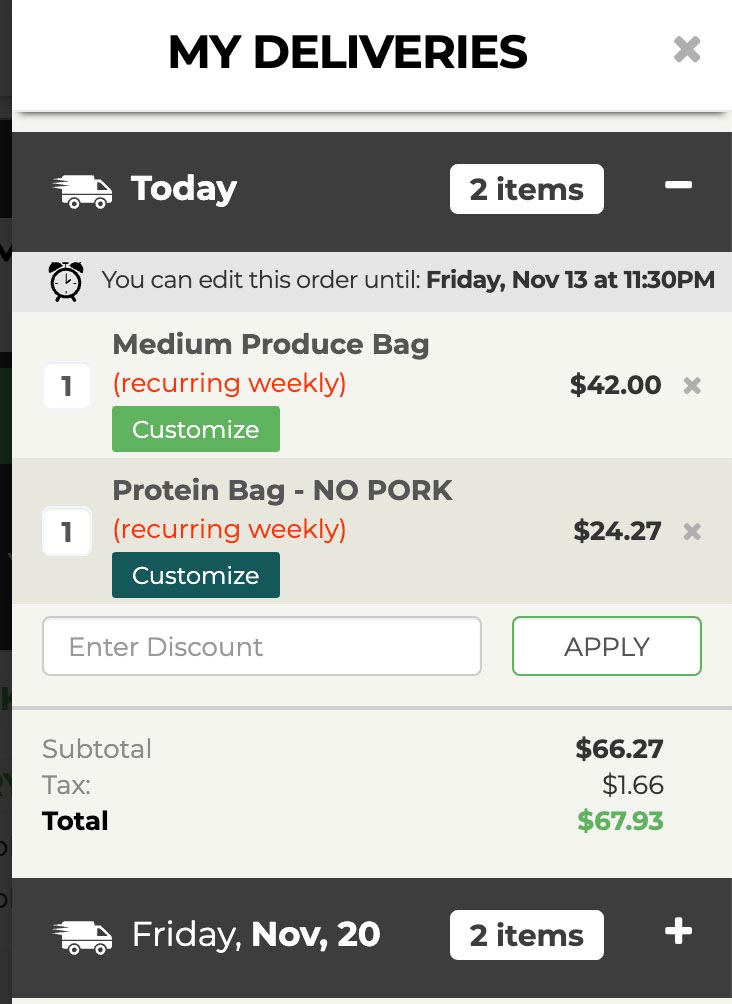 MY DELIVERIES
Today
2 items
You can edit this order until: Friday, Nov 13 at 11:30PM
Medium Produce Bag
1
(recurring weekly)
$42.00
Customize
Protein Bag - NO PORK
1
(recurring weekly)
$24.27
Customize
Enter Discount
APPLY
Subtotal
$66.27
Tax:
$1.66
Total
$67.93
Friday, Nov, 20
2 items